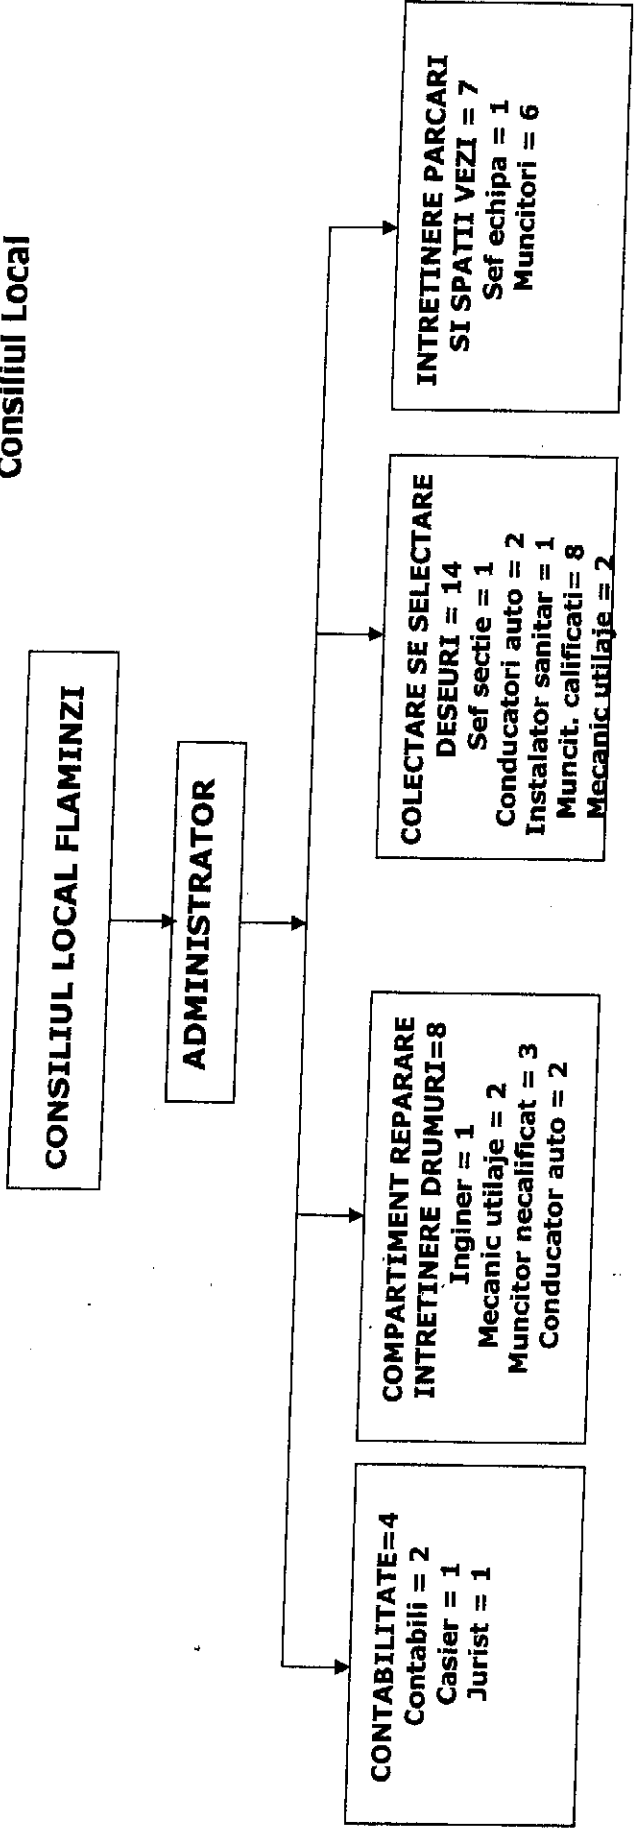 Consiliul Local
CONSILIUL LOCAL FLAMINZI
ADMINISTRATOR
CONTABILITATE=4
Contabili = 2
Casier = 1
Jurist = 1
COMPARTIMENT REPARARE
INTRETINERE DRUMURI=8
Inginer = 1
Mecanic utilaje = 2
Muncitor necalificat = 3
Conducator auto = 2
COLECTARE SE SELECTARE
DESEURI = 14
Sef sectie = 1
Conducatori auto = 2
Instalator sanitar = 1
Muncit. calificati= 8
Mecanic utilaje = 2
INTRETINERE PARCARI
SI SPATII VEZI = 7
Sef echipa = 1
Muncitori = 6